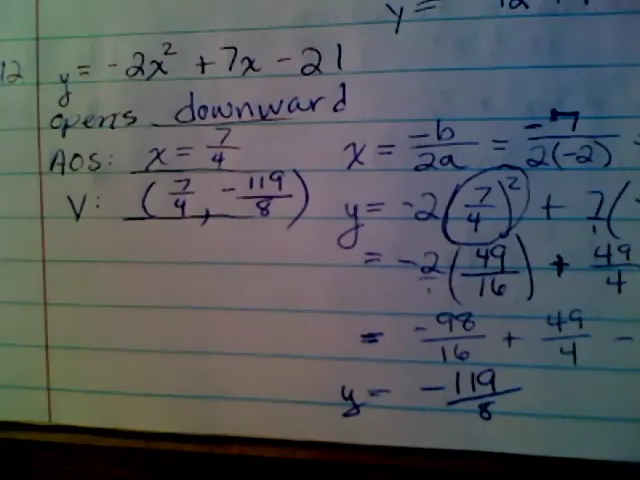 y = 12
12 y = -2x² + 7x - 21
opens downward
AOS: x = 7/4 x = -b/2a = -7/2(-2)
V: (7/4, -119/8) y = -2(7/4)² + 7(
= -2(49/16) + 49/4
= -98/16 + 49/4 -
y = -119/8